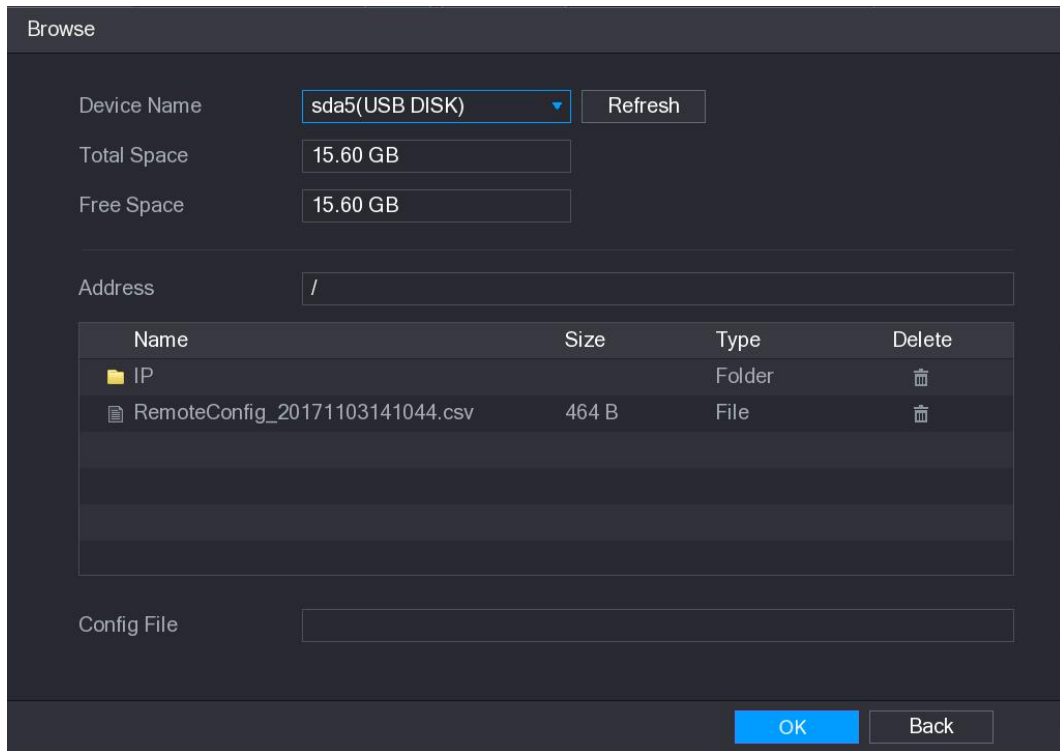 Browse
Device Name sda5(USB DISK) Refresh
Total Space 15.60 GB
Free Space 15.60 GB
Address /
Name Size Type Delete
IP Folder
RemoteConfig_20171103141044.csv 464 B File
Config File
OK Back